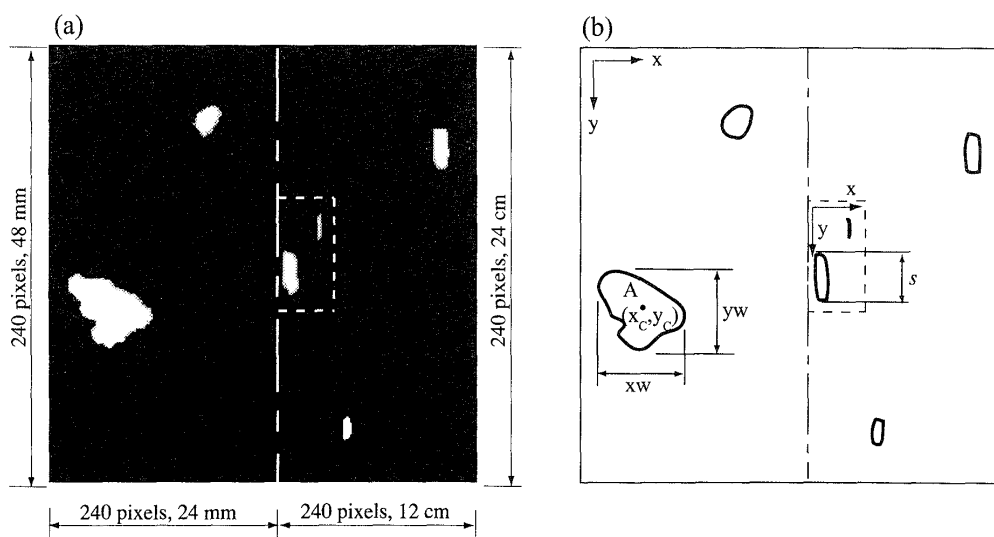 (a)
240 pixels, 48 mm
240 pixels, 24 cm
240 pixels, 24 mm
240 pixels, 12 cm
(b)
x
y
x
y
s
A
(x_C, y_C)
yw
xw